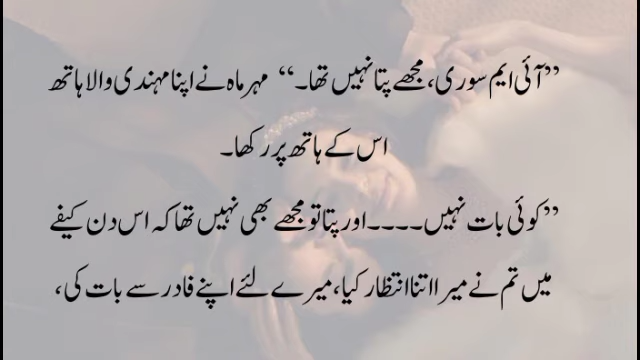 ”آئی ایم سوری، مجھے پتا نہیں تھا۔“ مہر ماہ نے اپنا مہندی والا ہاتھ
اس کے ہاتھ پر رکھا۔
”کوئی بات نہیں۔۔۔۔ اور پتا تو مجھے بھی نہیں تھا کہ اس دن کیفے
میں تم نے میرا اتنا انتظار کیا، میرے لئے اپنے فادر سے بات کی،